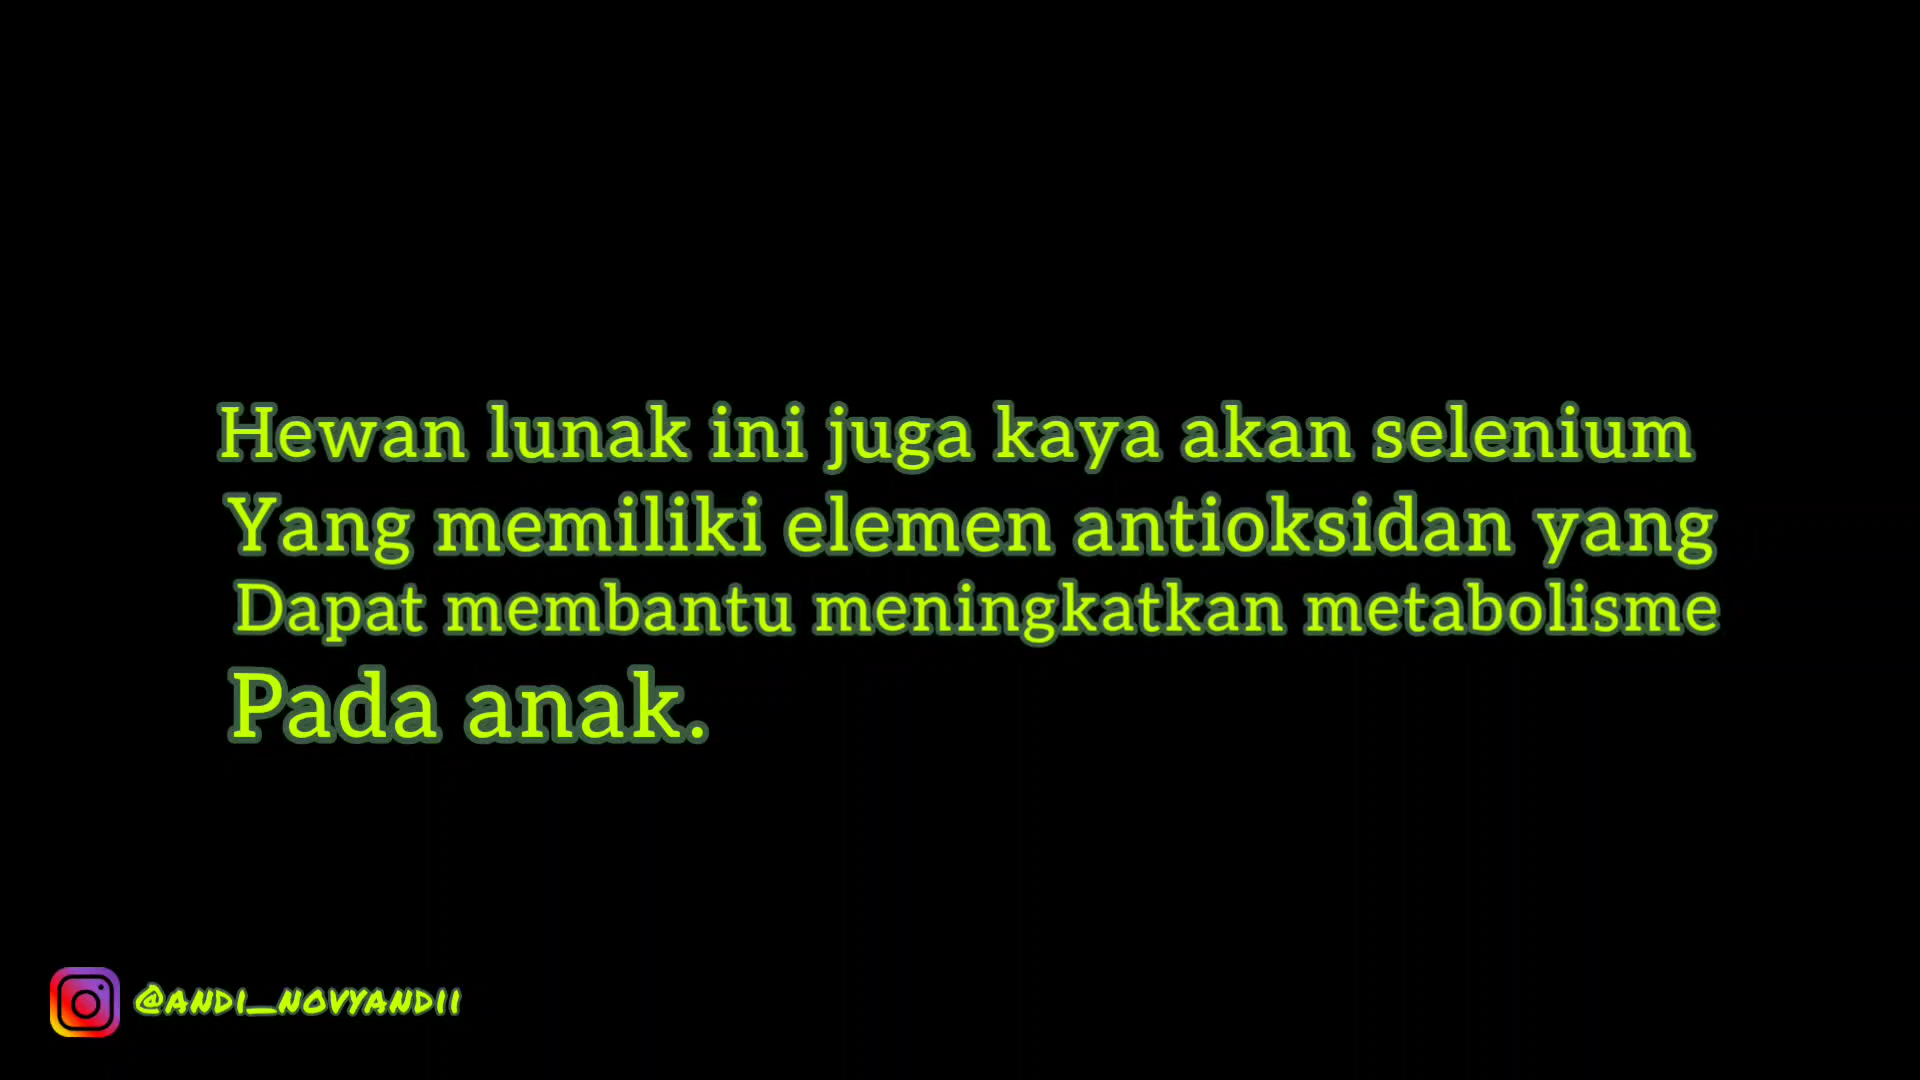 Hewan lunak ini juga kaya akan selenium
Yang memiliki elemen antioksidan yang
Dapat membantu meningkatkan metabolisme
Pada anak.
@ANDI_NOVYANDII